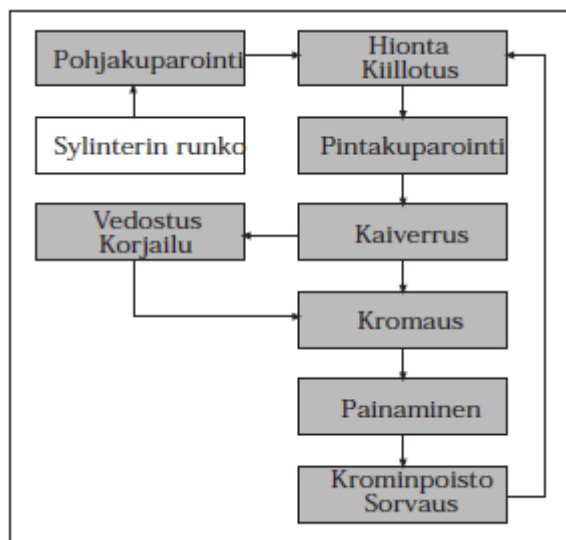 Pohjakuparointi
Hionta
Kiillotus
Sylinterin runko
Pintakuparointi
Vedostus
Korjailu
Kaiverrus
Kromaus
Painaminen
Krominpoisto
Sorvaus